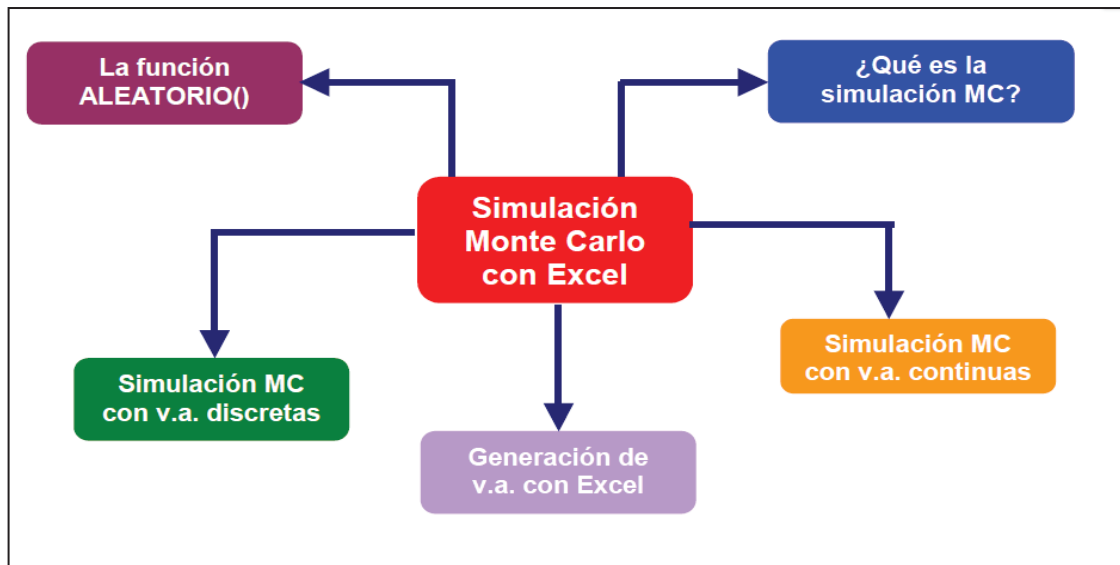 La función
ALEATORIO()
¿Qué es la
simulación MC?
Simulación
Monte Carlo
con Excel
Simulación MC
con v.a. discretas
Simulación MC
con v.a. continuas
Generación de
v.a. con Excel